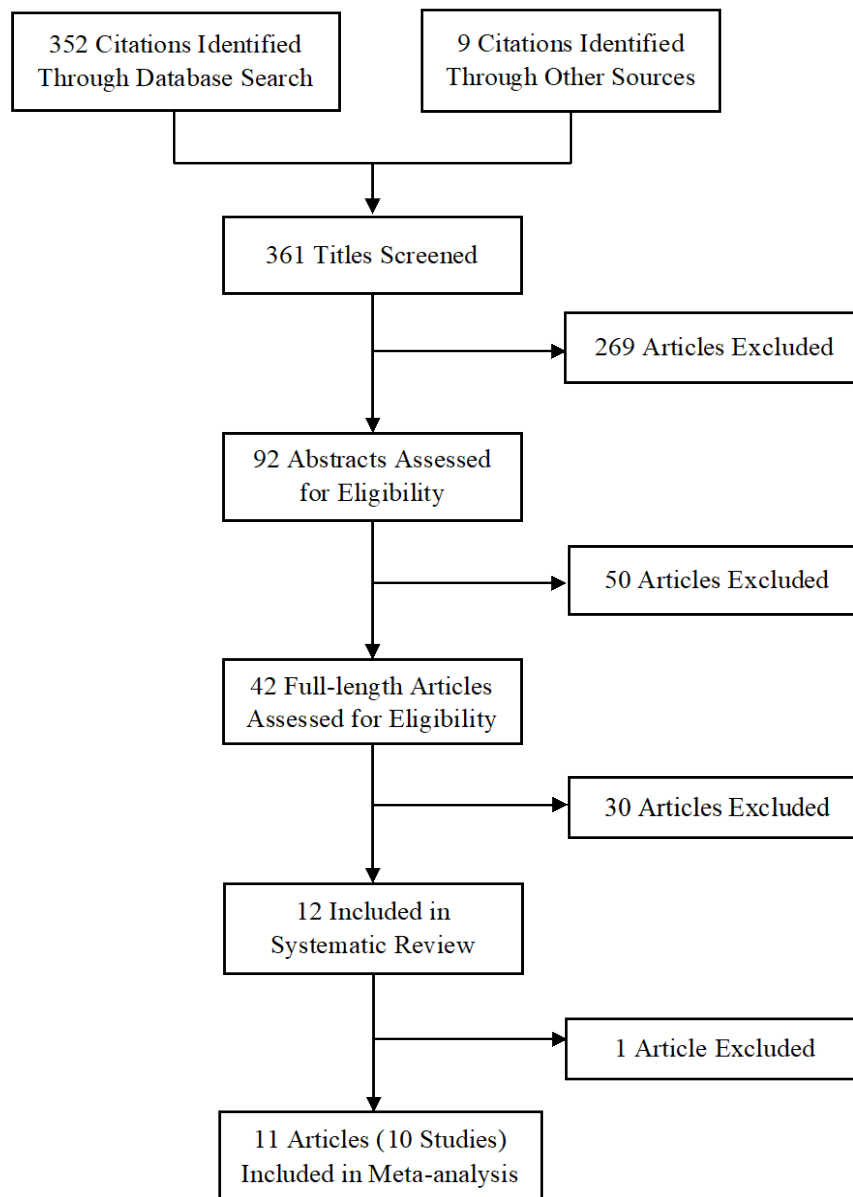 352 Citations Identified
Through Database Search
9 Citations Identified
Through Other Sources
361 Titles Screened
269 Articles Excluded
92 Abstracts Assessed
for Eligibility
50 Articles Excluded
42 Full-length Articles
Assessed for Eligibility
30 Articles Excluded
12 Included in
Systematic Review
1 Article Excluded
11 Articles (10 Studies)
Included in Meta-analysis